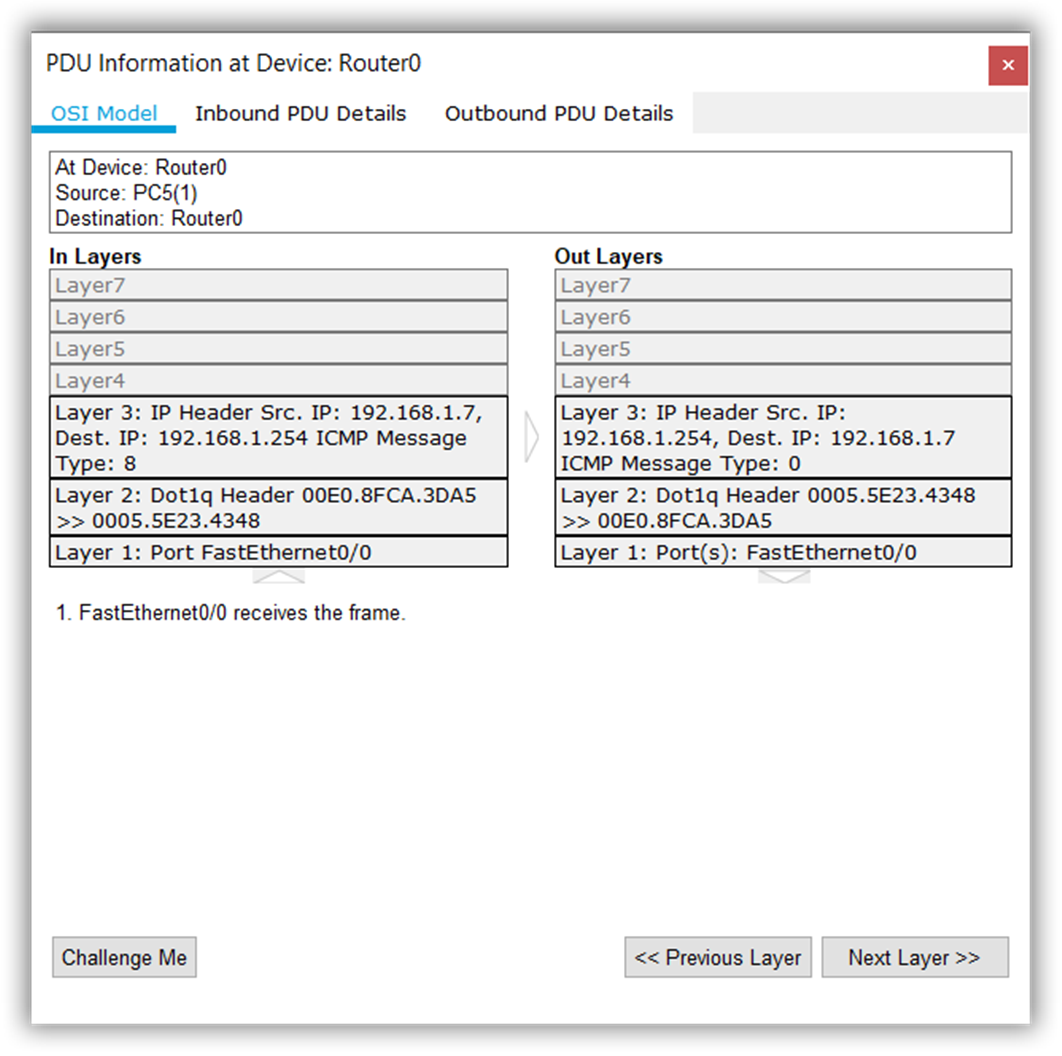 PDU Information at Device: Router0
×
OSI Model
Inbound PDU Details
Outbound PDU Details
At Device: Router0
Source: PC5(1)
Destination: Router0
In Layers
Layer7
Layer6
Layer5
Layer4
Layer 3: IP Header Src. IP: 192.168.1.7,
Dest. IP: 192.168.1.254 ICMP Message
Type: 8
Layer 2: Dot1q Header 00E0.8FCA.3DA5
>> 0005.5E23.4348
Layer 1: Port FastEthernet0/0
Out Layers
Layer7
Layer6
Layer5
Layer4
Layer 3: IP Header Src. IP:
192.168.1.254, Dest. IP: 192.168.1.7
ICMP Message Type: 0
Layer 2: Dot1q Header 0005.5E23.4348
>> 00E0.8FCA.3DA5
Layer 1: Port(s): FastEthernet0/0
1. FastEthernet0/0 receives the frame.
Challenge Me
<< Previous Layer
Next Layer >>